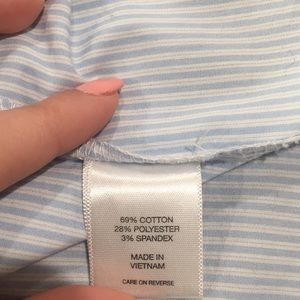 69% COTTON
28% POLYESTER
3% SPANDEX
MADE IN
VIETNAM
CARE ON REVERSE